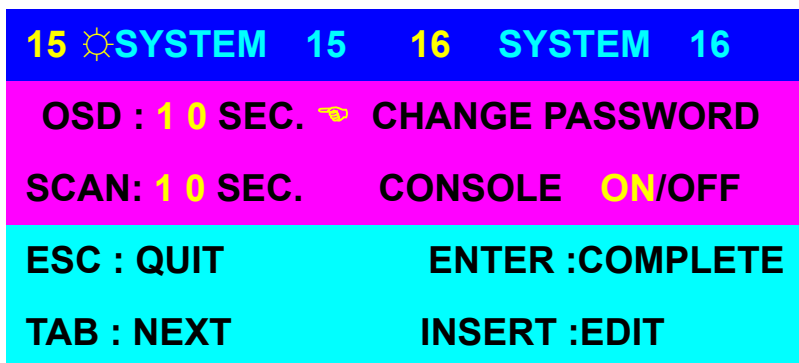 15 ☼SYSTEM 15 16 SYSTEM 16
OSD : 1 0 SEC. ☜ CHANGE PASSWORD
SCAN: 1 0 SEC. CONSOLE ON/OFF
ESC : QUIT ENTER :COMPLETE
TAB : NEXT INSERT :EDIT